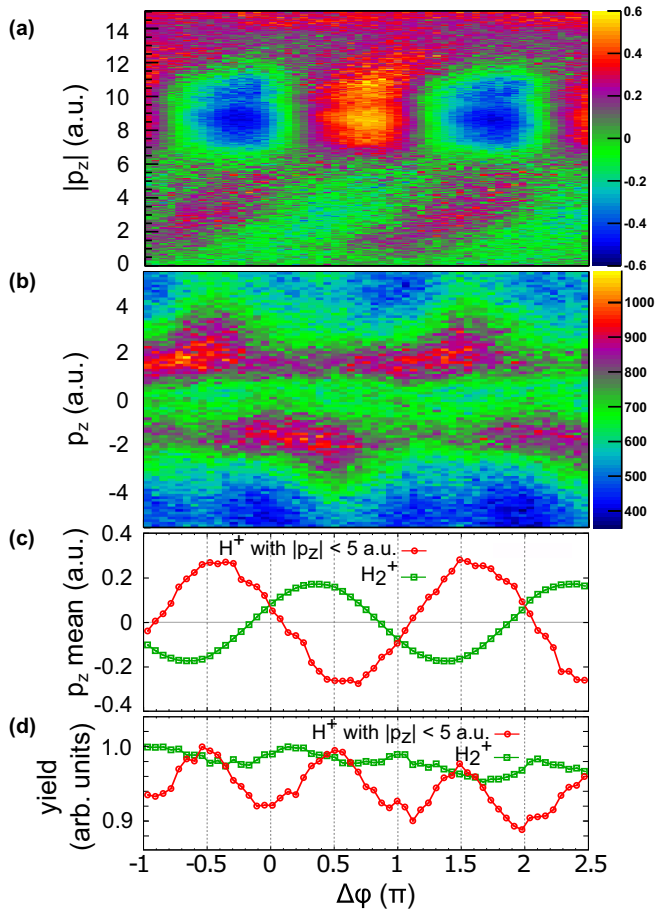 (a)
|pz| (a.u.)
14
12
10
8
6
4
2
0
0.6
0.4
0.2
0
-0.2
-0.4
-0.6
(b)
pz (a.u.)
4
2
0
-2
-4
1000
900
800
700
600
500
400
(c)
pz mean (a.u.)
0.4
0.2
0
-0.2
-0.4
H+ with |pz| < 5 a.u.
H2+
(d)
yield
(arb. units)
1.0
0.9
H+ with |pz| < 5 a.u.
H2+
-1 -0.5 0 0.5 1 1.5 2 2.5
Δφ (π)